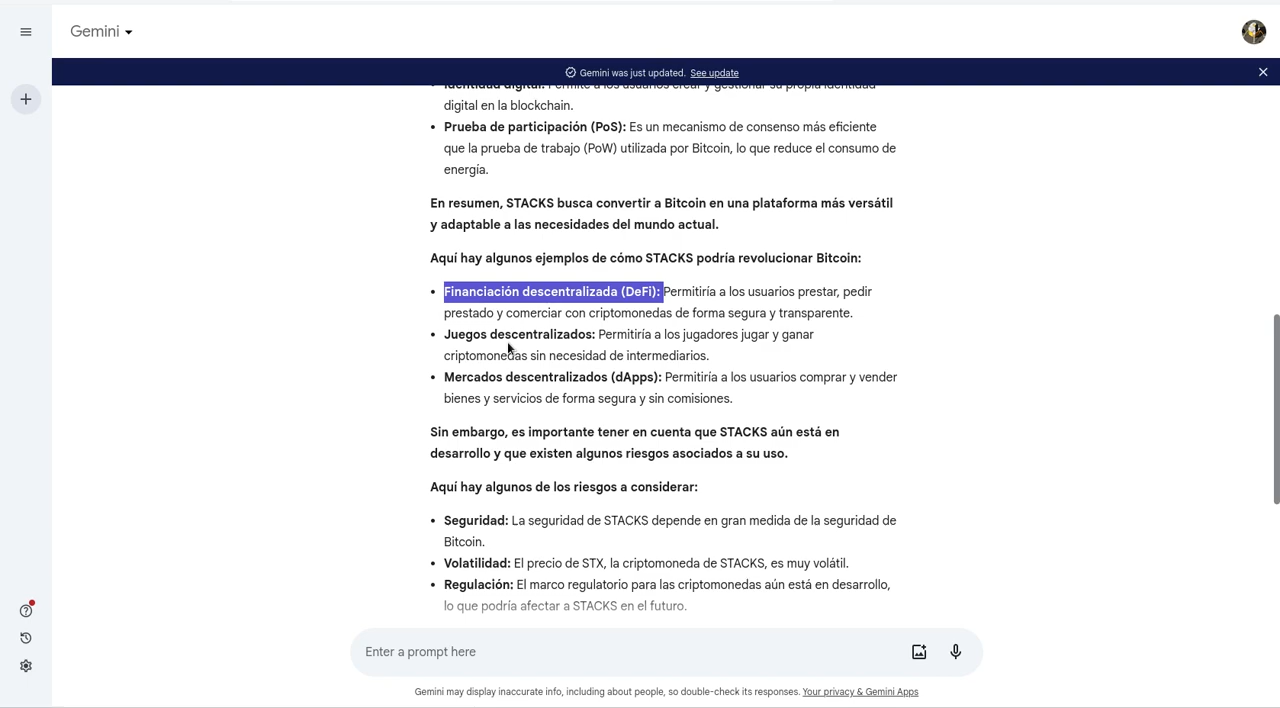 Gemini
Gemini was just updated. See update
Identidad digital: Permite a los usuarios crear y gestionar su propia identidad
digital en la blockchain.
• Prueba de participación (PoS): Es un mecanismo de consenso más eficiente
que la prueba de trabajo (PoW) utilizada por Bitcoin, lo que reduce el consumo de
energía.
En resumen, STACKS busca convertir a Bitcoin en una plataforma más versátil
y adaptable a las necesidades del mundo actual.
Aquí hay algunos ejemplos de cómo STACKS podría revolucionar Bitcoin:
• Financiación descentralizada (DeFi): Permitiría a los usuarios prestar, pedir
prestado y comerciar con criptomonedas de forma segura y transparente.
• Juegos descentralizados: Permitiría a los jugadores jugar y ganar
criptomonedas sin necesidad de intermediarios.
• Mercados descentralizados (dApps): Permitiría a los usuarios comprar y vender
bienes y servicios de forma segura y sin comisiones.
Sin embargo, es importante tener en cuenta que STACKS aún está en
desarrollo y que existen algunos riesgos asociados a su uso.
Aquí hay algunos de los riesgos a considerar:
• Seguridad: La seguridad de STACKS depende en gran medida de la seguridad de
Bitcoin.
• Volatilidad: El precio de STX, la criptomoneda de STACKS, es muy volátil.
• Regulación: El marco regulatorio para las criptomonedas aún está en desarrollo,
lo que podría afectar a STACKS en el futuro.
Enter a prompt here
Gemini may display inaccurate info, including about people, so double-check its responses. Your privacy & Gemini Apps